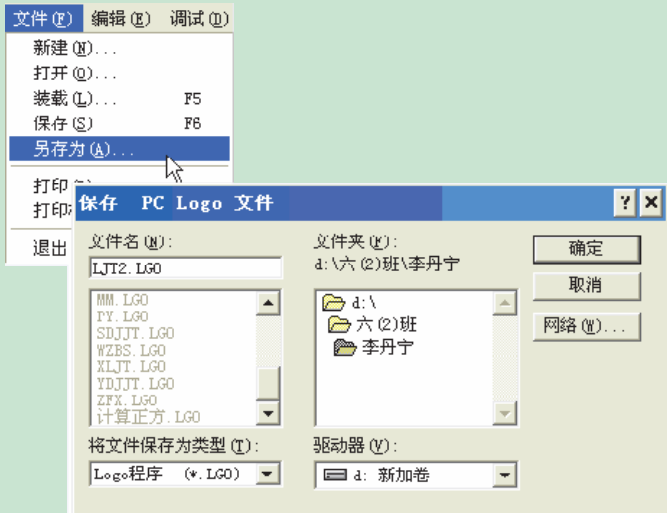 文件(F) 编辑(E) 调试(D)
新建(N)...
打开(O)...
装载(L)... F5
保存(S) F6
另存为(A)...
打印
打印
退出
保存 PC Logo 文件
文件名(N):
LJT2.LGO
MM.LGO
PY.LGO
SDJJT.LGO
WZBS.LGO
XLJT.LGO
YDJJT.LGO
ZFX.LGO
计算正方.LGO
将文件保存为类型(T):
Logo程序 (*.LGO)
文件夹(F):
d:\六(2)班\李丹宁
d:\
六(2)班
李丹宁
驱动器(V):
d: 新加卷
确定
取消
网络(W)...